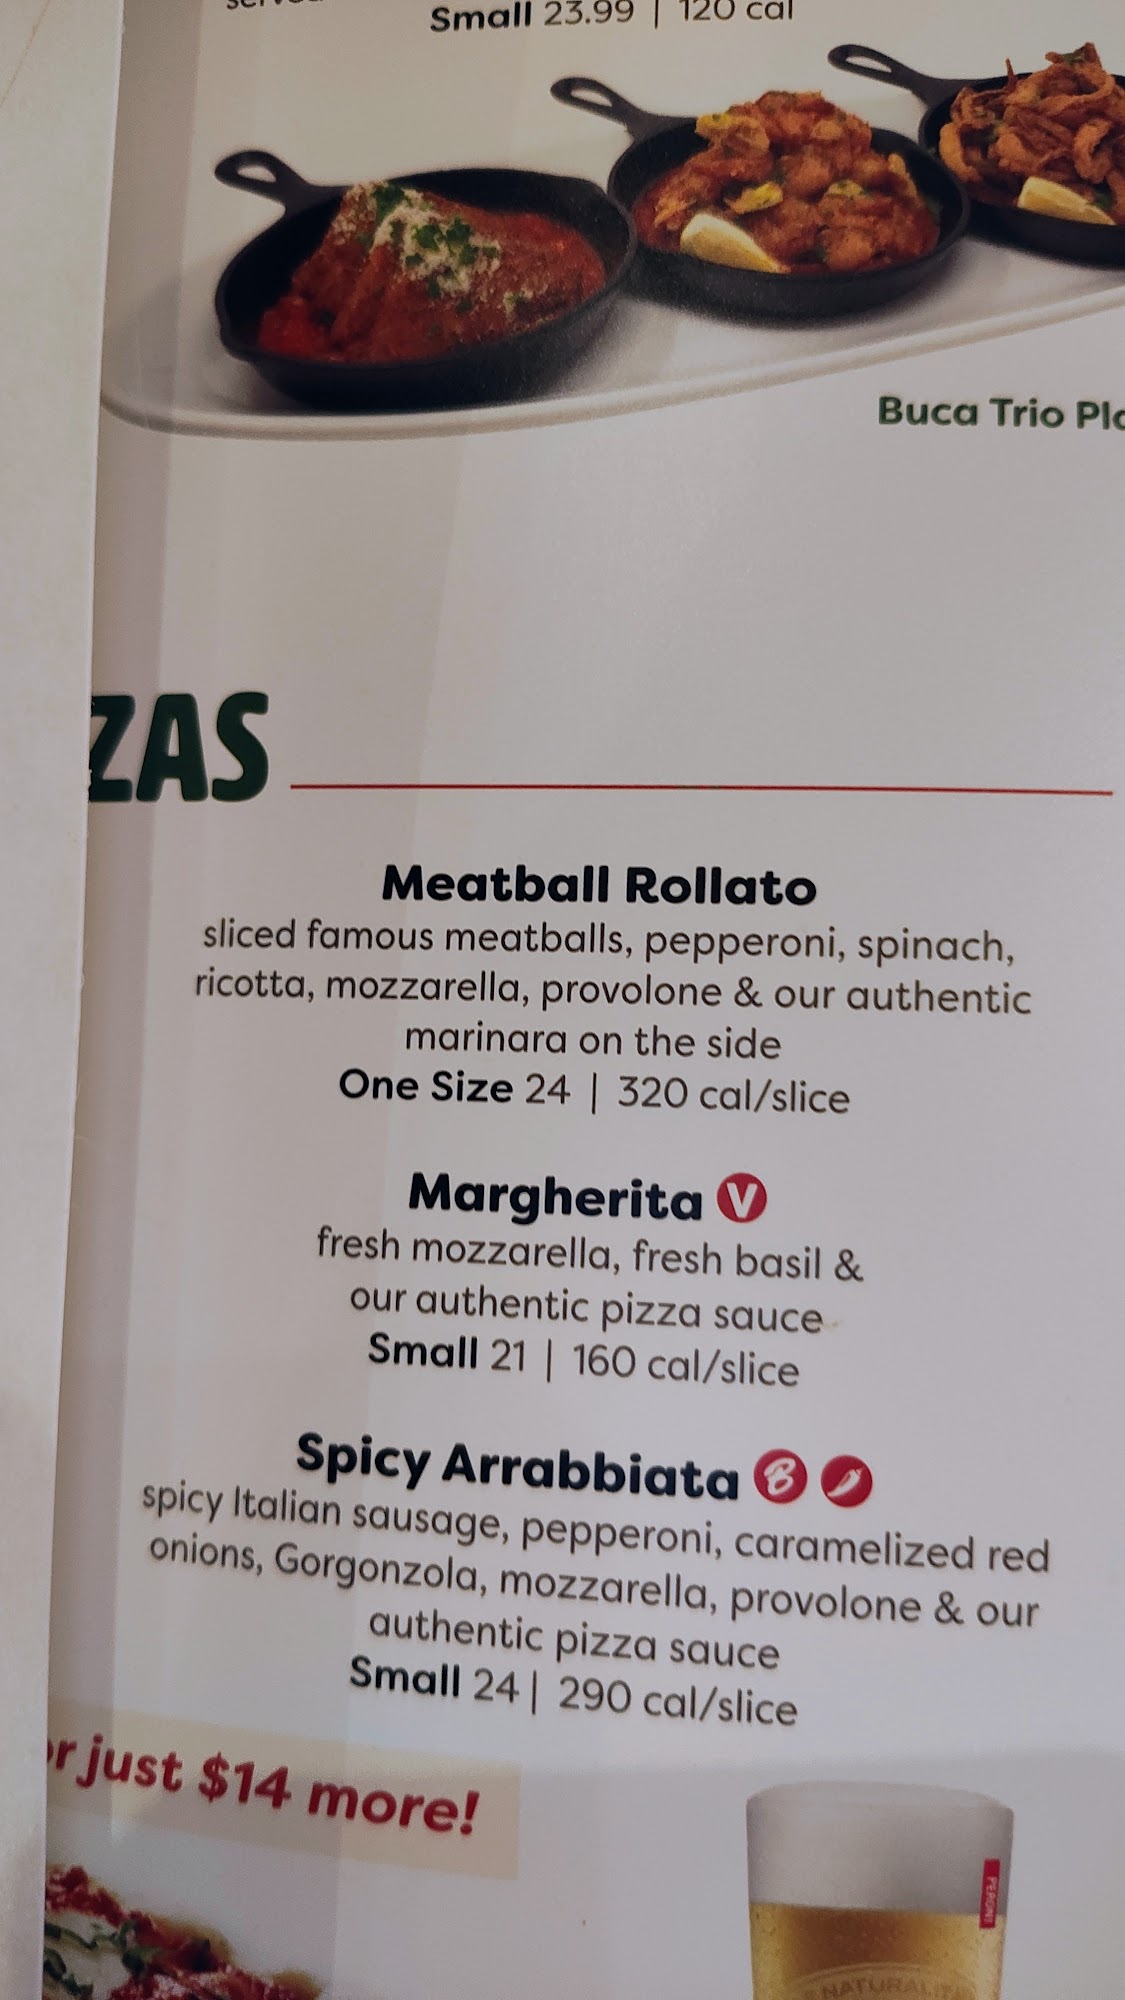 Small 23.99 | 120 cal
Buca Trio
ZAS
Meatball Rollato
sliced famous meatballs, pepperoni, spinach,
ricotta, mozzarella, provolone & our authentic
marinara on the side
One Size 24 | 320 cal/slice
Margherita V
fresh mozzarella, fresh basil &
our authentic pizza sauce
Small 21 | 160 cal/slice
Spicy Arrabbiata B
spicy Italian sausage, pepperoni, caramelized red
onions, Gorgonzola, mozzarella, provolone & our
authentic pizza sauce
Small 24 | 290 cal/slice
r just $14 more!
PERONI